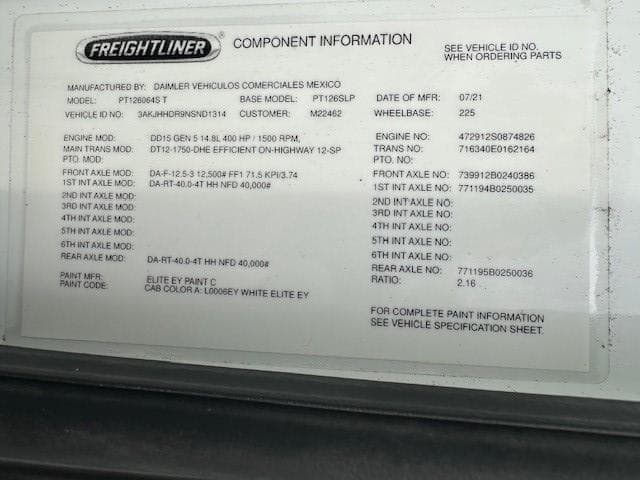 FREIGHTLINER COMPONENT INFORMATION
SEE VEHICLE ID NO.
WHEN ORDERING PARTS
MANUFACTURED BY: DAIMLER VEHICULOS COMERCIALES MEXICO
MODEL: PT126064S T BASE MODEL: PT126SLP DATE OF MFR: 07/21
VEHICLE ID NO: 3AKJHHDR9NSND1314 CUSTOMER: M22462 WHEELBASE: 225
ENGINE MOD: DD15 GEN 5 14.8L 400 HP / 1500 RPM, ENGINE NO: 472912S0874826
MAIN TRANS MOD: DT12-1750-DHE EFFICIENT ON-HIGHWAY 12-SP TRANS NO: 716340E0162164
PTO. MOD: PTO. NO:
FRONT AXLE MOD: DA-F-12.5-3 12,500# FF1 71.5 KPI/3.74 FRONT AXLE NO: 739912B0240386
1ST INT AXLE MOD: DA-RT-40.0-4T HH NFD 40,000# 1ST INT AXLE NO: 771194B0250035
2ND INT AXLE MOD: 2ND INT AXLE NO:
3RD INT AXLE MOD: 3RD INT AXLE NO:
4TH INT AXLE MOD: 4TH INT AXLE NO:
5TH INT AXLE MOD: 5TH INT AXLE NO:
6TH INT AXLE MOD: 6TH INT AXLE NO:
REAR AXLE MOD: DA-RT-40.0-4T HH NFD 40,000# REAR AXLE NO: 771195B0250036
RATIO: 2.16
PAINT MFR: ELITE EY PAINT C
PAINT CODE: CAB COLOR A: L0006EY WHITE ELITE EY
FOR COMPLETE PAINT INFORMATION
SEE VEHICLE SPECIFICATION SHEET.